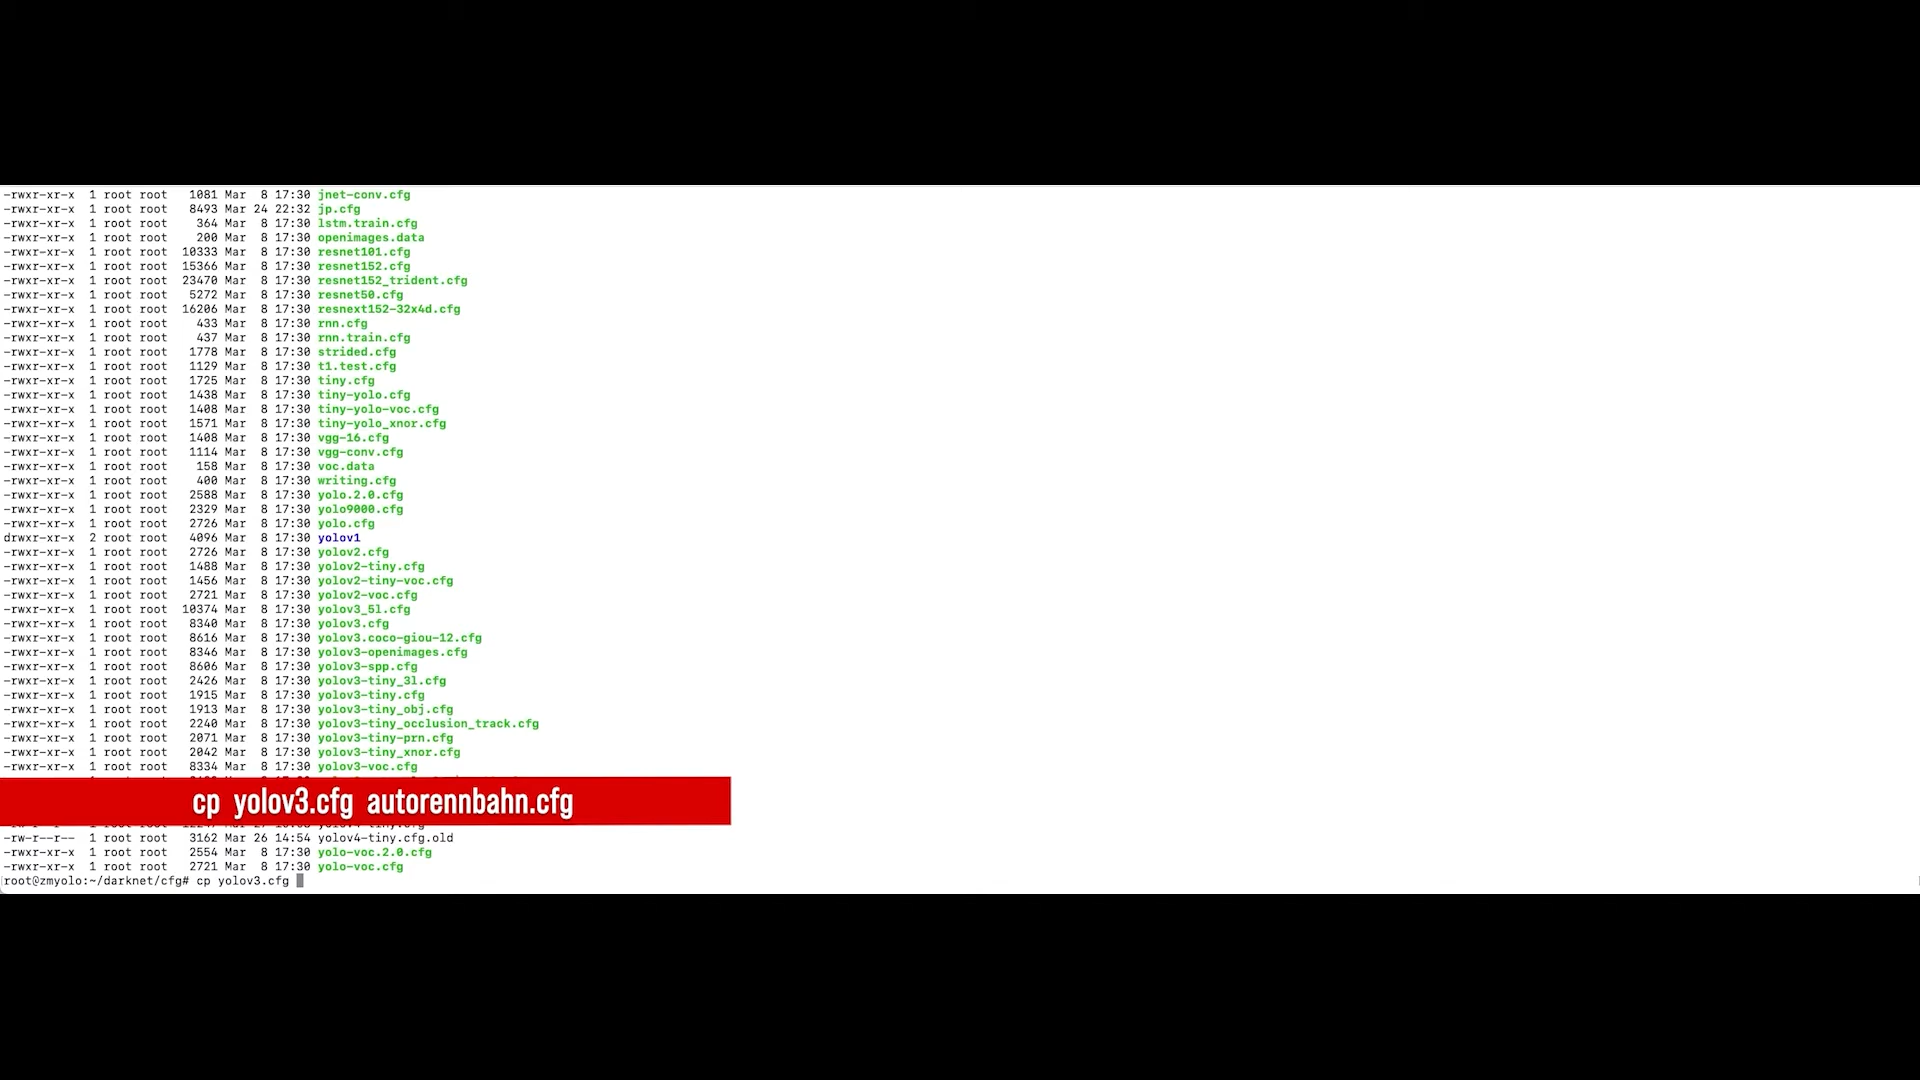 -rwxr-xr-x 1 root root 1081 Mar 8 17:30 jnet-conv.cfg
-rwxr-xr-x 1 root root 8493 Mar 24 22:32 jp.cfg
-rwxr-xr-x 1 root root 364 Mar 8 17:30 lstm.train.cfg
-rwxr-xr-x 1 root root 200 Mar 8 17:30 openimages.data
-rwxr-xr-x 1 root root 10333 Mar 8 17:30 resnet101.cfg
-rwxr-xr-x 1 root root 15366 Mar 8 17:30 resnet152.cfg
-rwxr-xr-x 1 root root 23470 Mar 8 17:30 resnet152_trident.cfg
-rwxr-xr-x 1 root root 5272 Mar 8 17:30 resnet50.cfg
-rwxr-xr-x 1 root root 16206 Mar 8 17:30 resnext152-32x4d.cfg
-rwxr-xr-x 1 root root 433 Mar 8 17:30 rnn.cfg
-rwxr-xr-x 1 root root 437 Mar 8 17:30 rnn.train.cfg
-rwxr-xr-x 1 root root 1778 Mar 8 17:30 strided.cfg
-rwxr-xr-x 1 root root 1129 Mar 8 17:30 t1.test.cfg
-rwxr-xr-x 1 root root 1725 Mar 8 17:30 tiny.cfg
-rwxr-xr-x 1 root root 1438 Mar 8 17:30 tiny-yolo.cfg
-rwxr-xr-x 1 root root 1408 Mar 8 17:30 tiny-yolo-voc.cfg
-rwxr-xr-x 1 root root 1571 Mar 8 17:30 tiny-yolo_xnor.cfg
-rwxr-xr-x 1 root root 1408 Mar 8 17:30 vgg-16.cfg
-rwxr-xr-x 1 root root 1114 Mar 8 17:30 vgg-conv.cfg
-rwxr-xr-x 1 root root 158 Mar 8 17:30 voc.data
-rwxr-xr-x 1 root root 400 Mar 8 17:30 writing.cfg
-rwxr-xr-x 1 root root 2588 Mar 8 17:30 yolo.2.0.cfg
-rwxr-xr-x 1 root root 2329 Mar 8 17:30 yolo9000.cfg
-rwxr-xr-x 1 root root 2726 Mar 8 17:30 yolo.cfg
drwxr-xr-x 2 root root 4096 Mar 8 17:30 yolov1
-rwxr-xr-x 1 root root 2726 Mar 8 17:30 yolov2.cfg
-rwxr-xr-x 1 root root 1488 Mar 8 17:30 yolov2-tiny.cfg
-rwxr-xr-x 1 root root 1456 Mar 8 17:30 yolov2-tiny-voc.cfg
-rwxr-xr-x 1 root root 2721 Mar 8 17:30 yolov2-voc.cfg
-rwxr-xr-x 1 root root 10374 Mar 8 17:30 yolov3_5l.cfg
-rwxr-xr-x 1 root root 8340 Mar 8 17:30 yolov3.cfg
-rwxr-xr-x 1 root root 8616 Mar 8 17:30 yolov3.coco-giou-12.cfg
-rwxr-xr-x 1 root root 8346 Mar 8 17:30 yolov3-openimages.cfg
-rwxr-xr-x 1 root root 8606 Mar 8 17:30 yolov3-spp.cfg
-rwxr-xr-x 1 root root 2426 Mar 8 17:30 yolov3-tiny_3l.cfg
-rwxr-xr-x 1 root root 1915 Mar 8 17:30 yolov3-tiny.cfg
-rwxr-xr-x 1 root root 1913 Mar 8 17:30 yolov3-tiny_obj.cfg
-rwxr-xr-x 1 root root 2240 Mar 8 17:30 yolov3-tiny_occlusion_track.cfg
-rwxr-xr-x 1 root root 2071 Mar 8 17:30 yolov3-tiny-prn.cfg
-rwxr-xr-x 1 root root 2042 Mar 8 17:30 yolov3-tiny_xnor.cfg
-rwxr-xr-x 1 root root 8334 Mar 8 17:30 yolov3-voc.cfg
cp yolov3.cfg autorennbahn.cfg
-rw-r--r-- 1 root root 3162 Mar 26 14:54 yolov4-tiny.cfg.old
-rwxr-xr-x 1 root root 2554 Mar 8 17:30 yolo-voc.2.0.cfg
-rwxr-xr-x 1 root root 2721 Mar 8 17:30 yolo-voc.cfg
root@zmyolo:~/darknet/cfg# cp yolov3.cfg